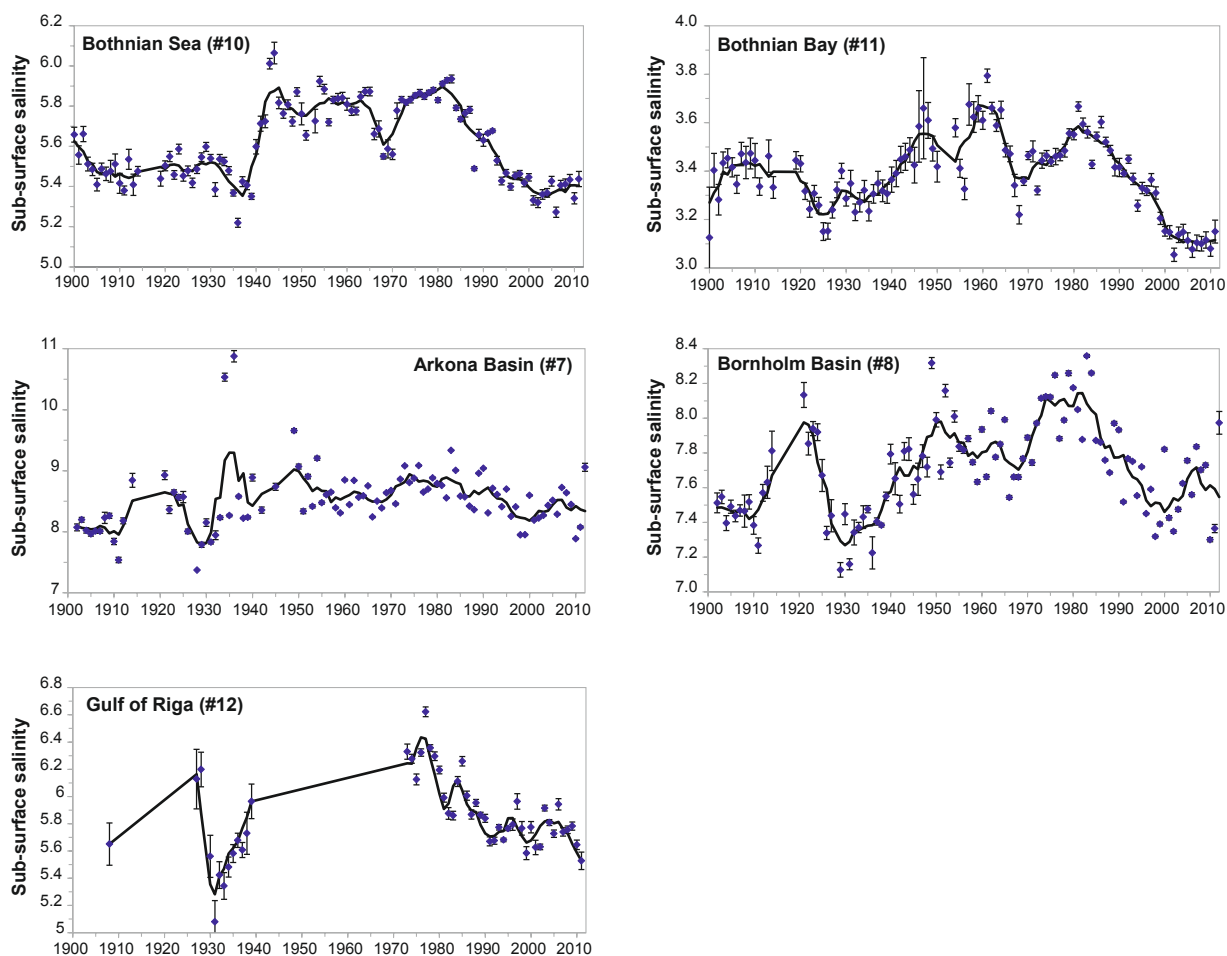 Bothnian Sea (#10)
Sub-surface salinity
6.2
6.0
5.8
5.6
5.4
5.2
5.0
1900 1910 1920 1930 1940 1950 1960 1970 1980 1990 2000 2010
Bothnian Bay (#11)
Sub-surface salinity
4.0
3.8
3.6
3.4
3.2
3.0
1900 1910 1920 1930 1940 1950 1960 1970 1980 1990 2000 2010
Arkona Basin (#7)
Sub-surface salinity
11
10
9
8
7
1900 1910 1920 1930 1940 1950 1960 1970 1980 1990 2000 2010
Bornholm Basin (#8)
Sub-surface salinity
8.4
8.2
8.0
7.8
7.6
7.4
7.2
7.0
1900 1910 1920 1930 1940 1950 1960 1970 1980 1990 2000 2010
Gulf of Riga (#12)
Sub-surface salinity
6.8
6.6
6.4
6.2
6.0
5.8
5.6
5.4
5.2
5
1900 1910 1920 1930 1940 1950 1960 1970 1980 1990 2000 2010